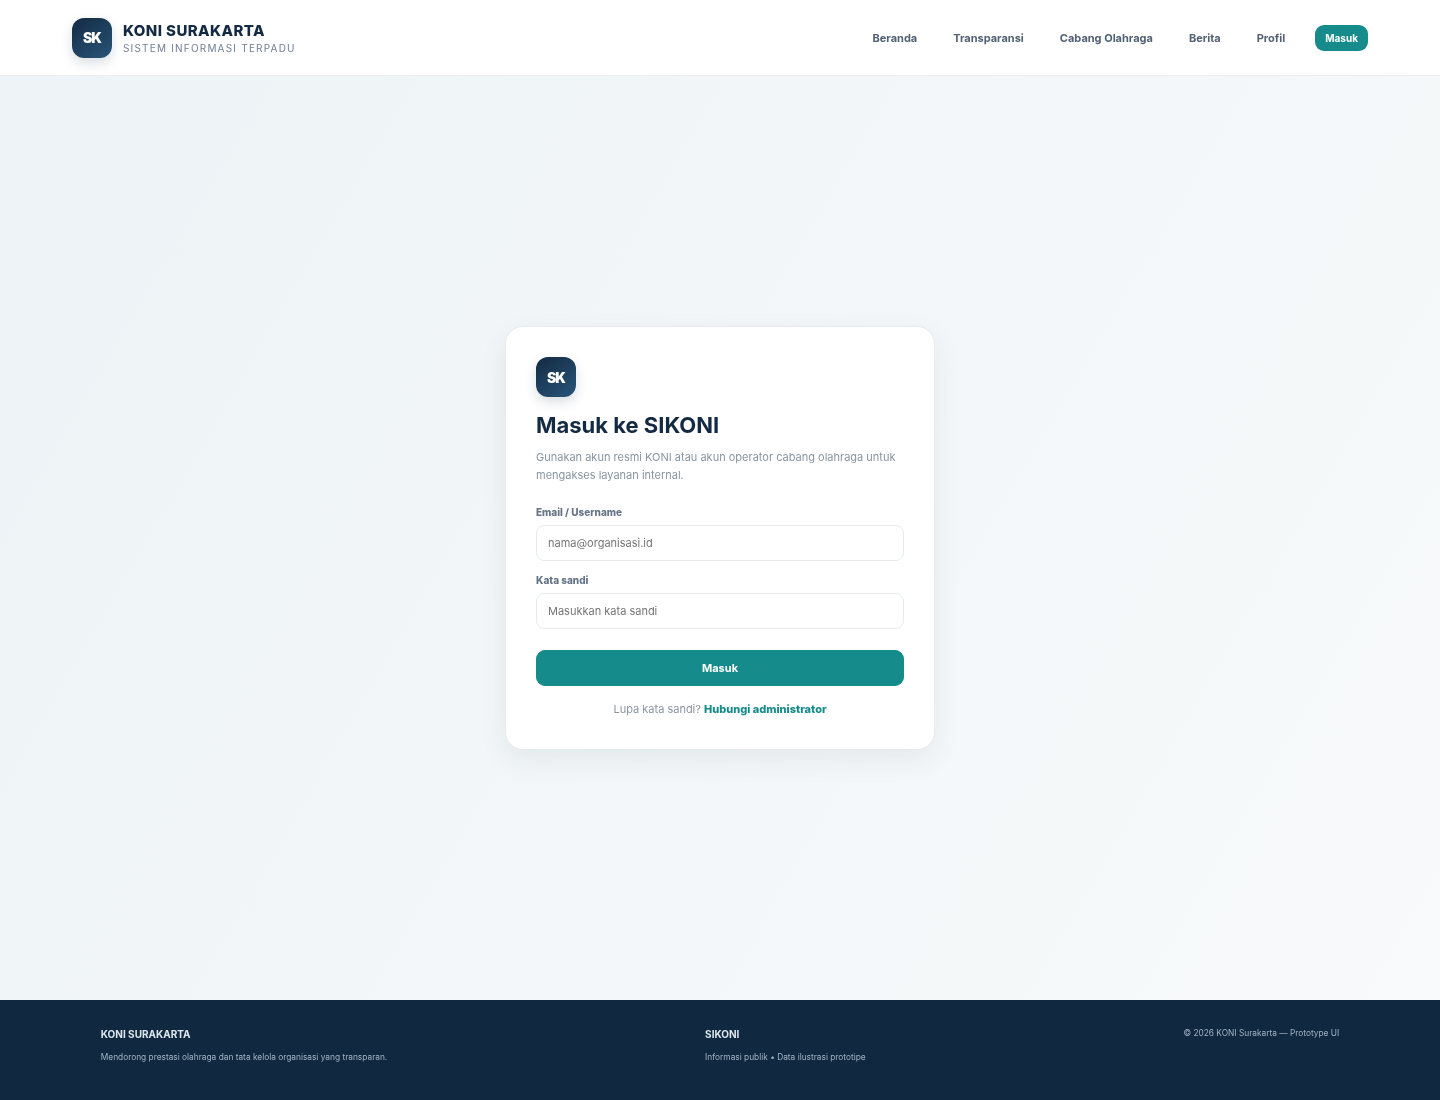 SK
KONI SURAKARTA
SISTEM INFORMASI TERPADU
Beranda
Transparansi
Cabang Olahraga
Berita
Profil
Masuk
SK
Masuk ke SIKONI
Gunakan akun resmi KONI atau akun operator cabang olahraga untuk
mengakses layanan internal.
Email / Username
nama@organisasi.id
Kata sandi
Masukkan kata sandi
Masuk
Lupa kata sandi? Hubungi administrator
KONI SURAKARTA
Mendorong prestasi olahraga dan tata kelola organisasi yang transparan.
SIKONI
Informasi publik • Data ilustrasi prototipe
© 2026 KONI Surakarta — Prototype UI